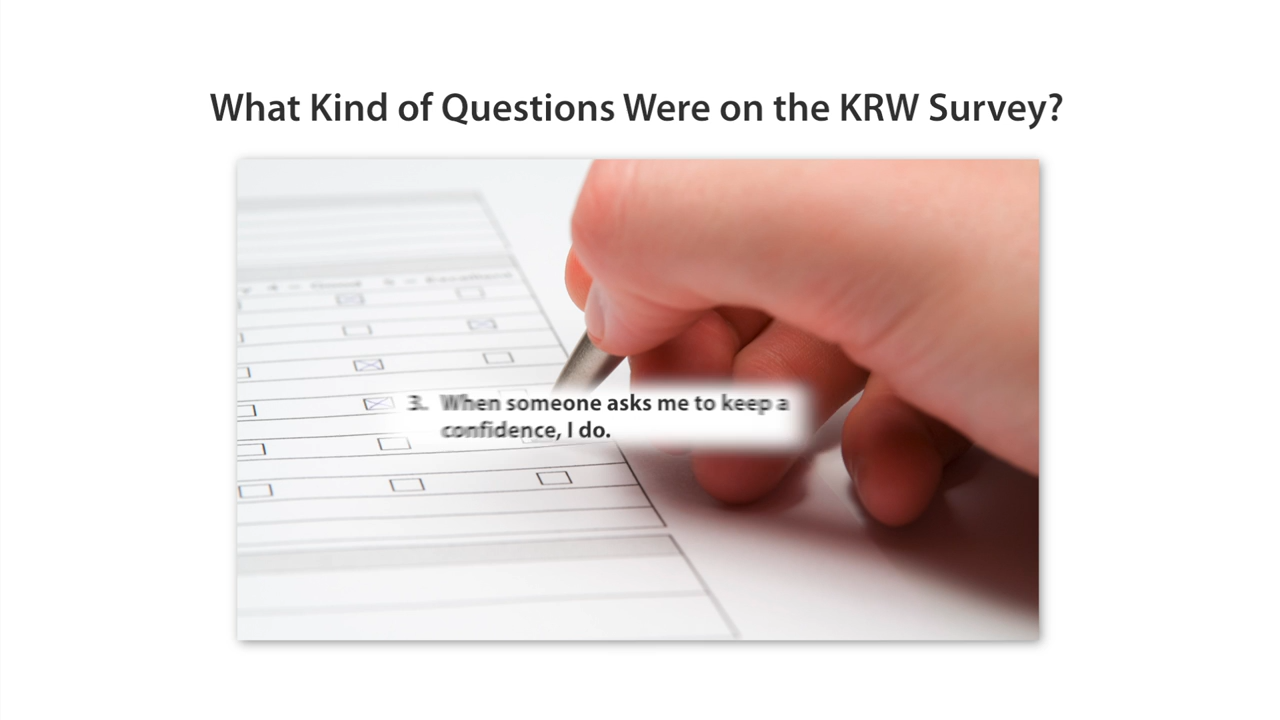 What Kind of Questions Were on the KRW Survey?
3. When someone asks me to keep a
confidence, I do.